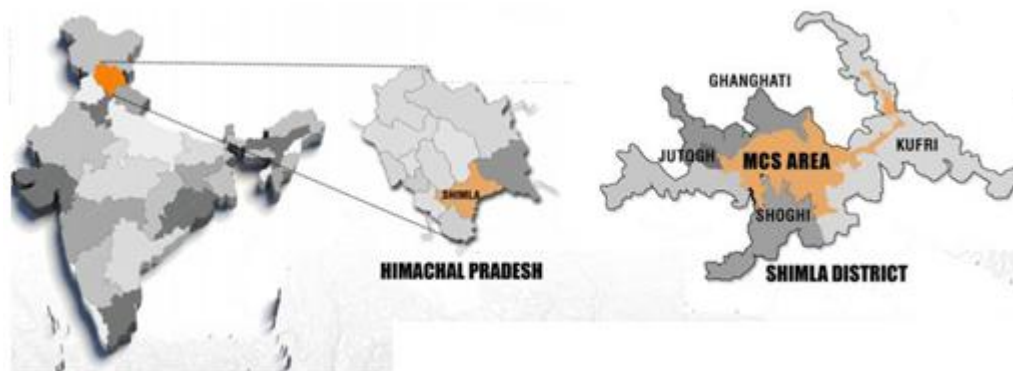 SHIMLA
HIMACHAL PRADESH
GHANGHATI
JUTOGH
MCS AREA
KUFRI
SHOGHI
SHIMLA DISTRICT